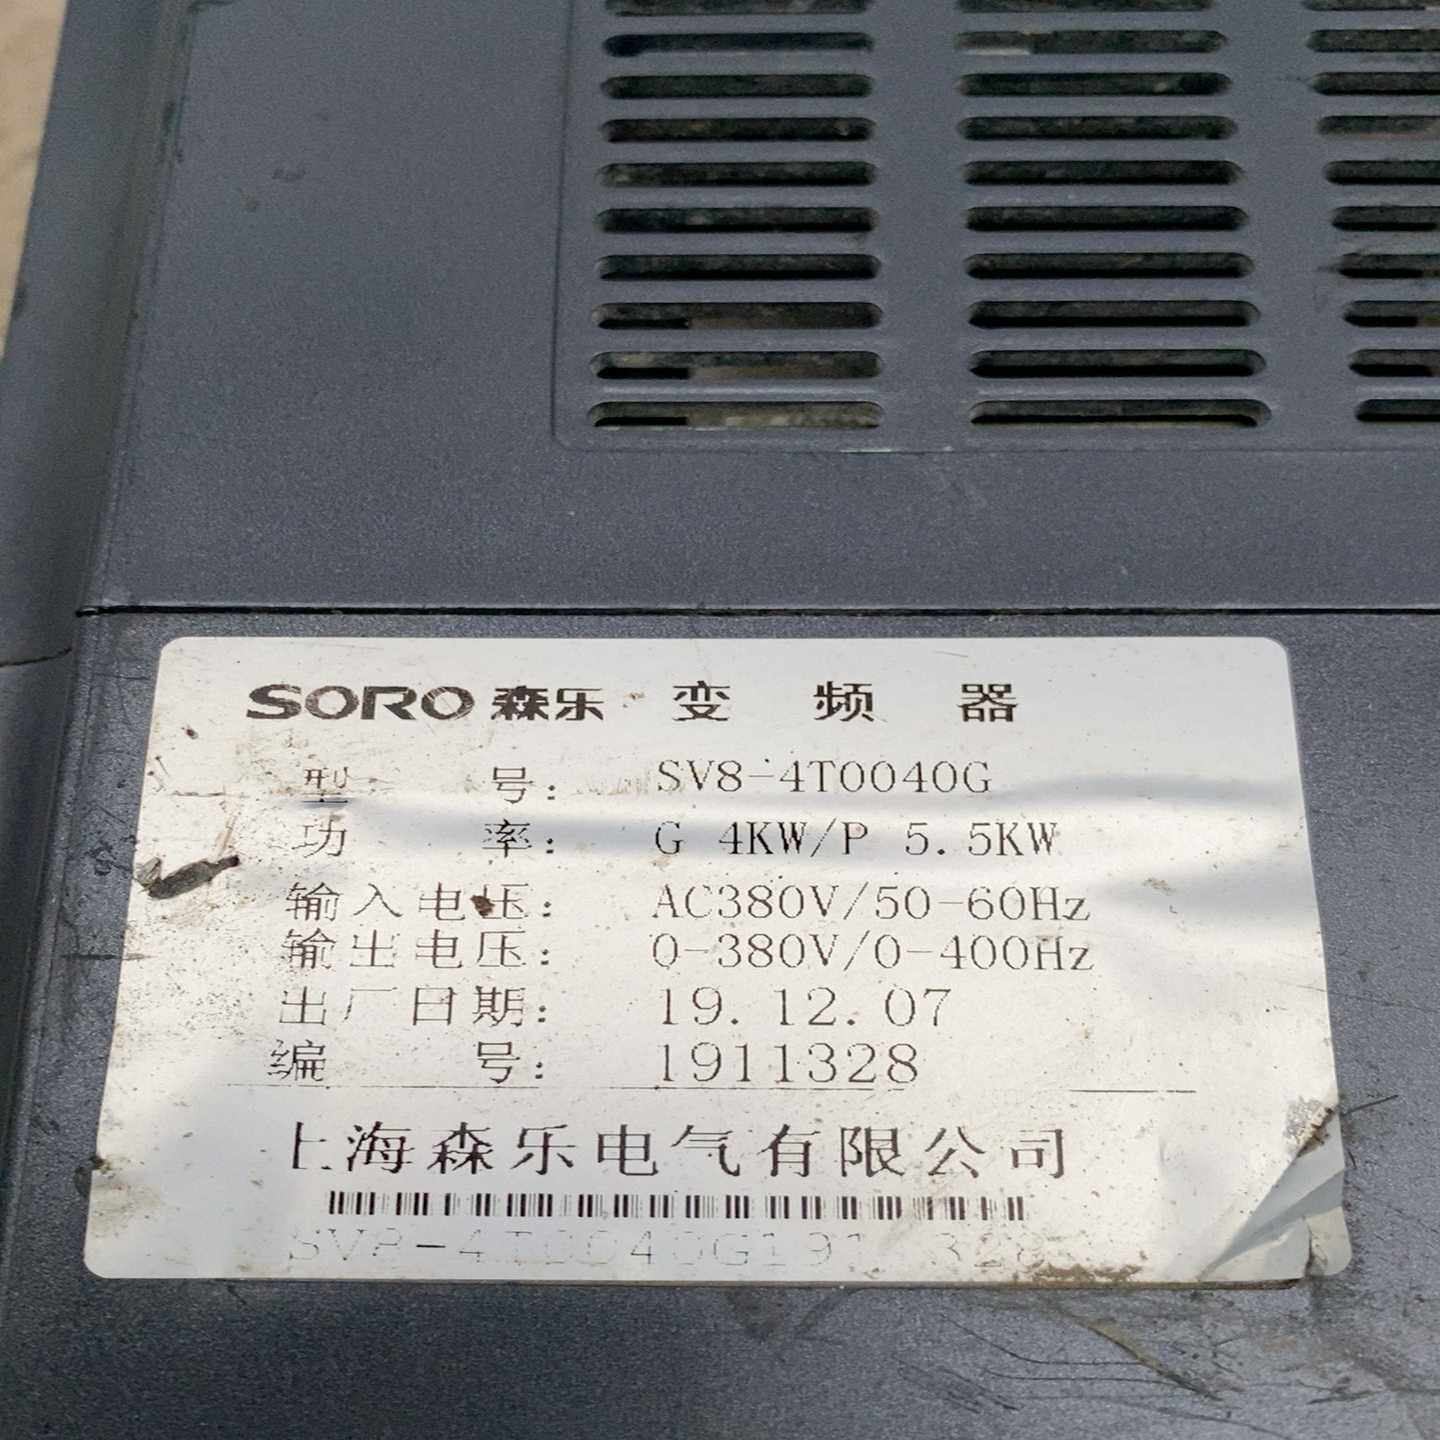 SORO 森乐 变频器
型号: SV8-4T0040G
功率: G 4KW/P 5.5KW
输入电压: AC380V/50-60Hz
输出电压: 0-380V/0-400Hz
出厂日期: 19.12.07
编号: 1911328
上海森乐电气有限公司
SV8-4T0040G1911328